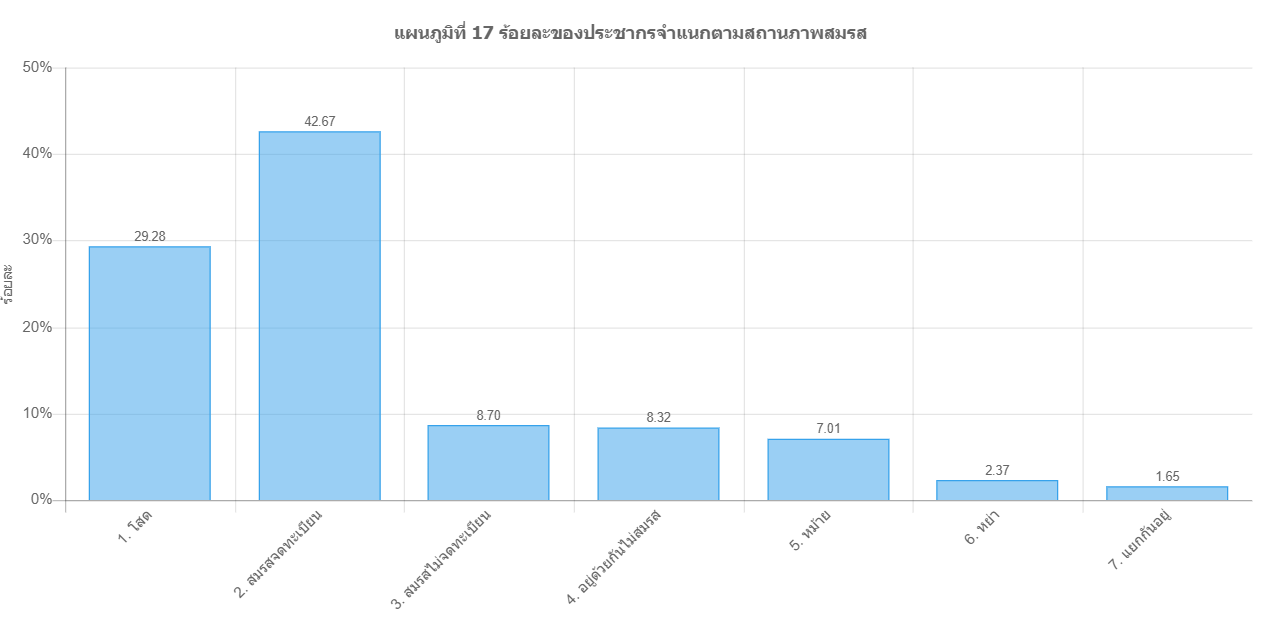 แผนภูมิที่ 17 ร้อยละของประชากรจำแนกตามสถานภาพสมรส
ร้อยละ
50%
40%
30%
20%
10%
0%
29.28
42.67
8.70
8.32
7.01
2.37
1.65
1. โสด
2. สมรสจดทะเบียน
3. สมรสไม่จดทะเบียน
4. อยู่ด้วยกันไม่สมรส
5. หม้าย
6. หย่า
7. แยกกันอยู่